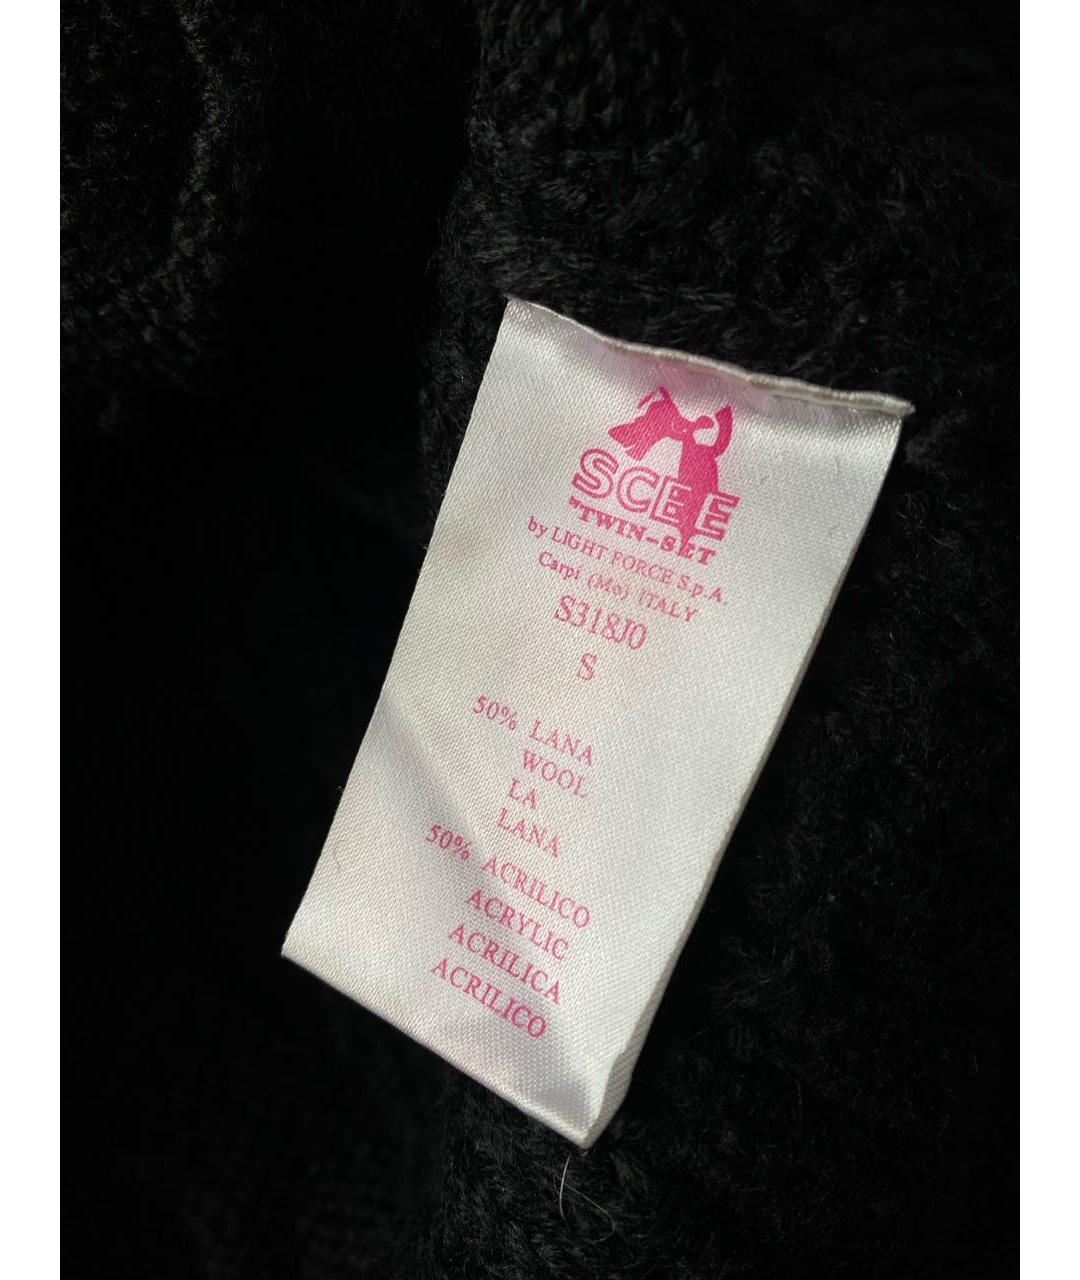 SCEE
"TWIN-SET
by LIGHT FORCE S.p.A.
Carpi (Mo) ITALY
S318J0
S
50% LANA
WOOL
LA
LANA
50% ACRILICO
ACRYLIC
ACRILICA
ACRILICO